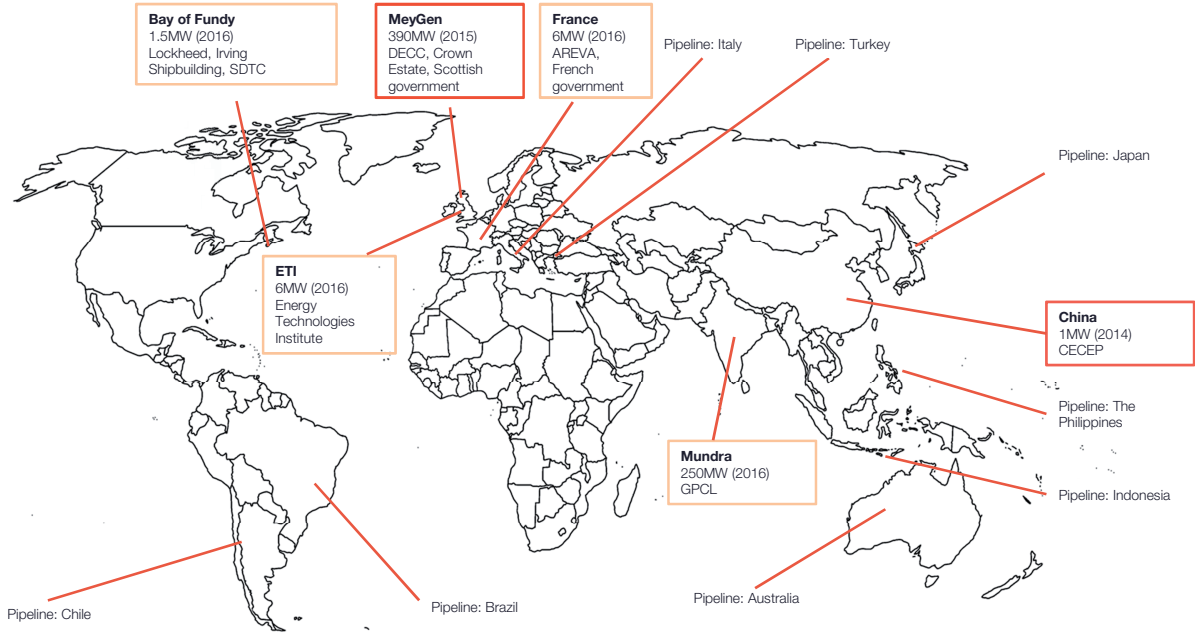 Bay of Fundy
1.5MW (2016)
Lockheed, Irving
Shipbuilding, SDTC
MeyGen
390MW (2015)
DECC, Crown
Estate, Scottish
government
France
6MW (2016)
AREVA,
French
government
Pipeline: Italy
Pipeline: Turkey
Pipeline: Japan
ETI
6MW (2016)
Energy
Technologies
Institute
China
1MW (2014)
CECEP
Pipeline: The
Philippines
Mundra
250MW (2016)
GPCL
Pipeline: Indonesia
Pipeline: Australia
Pipeline: Brazil
Pipeline: Chile